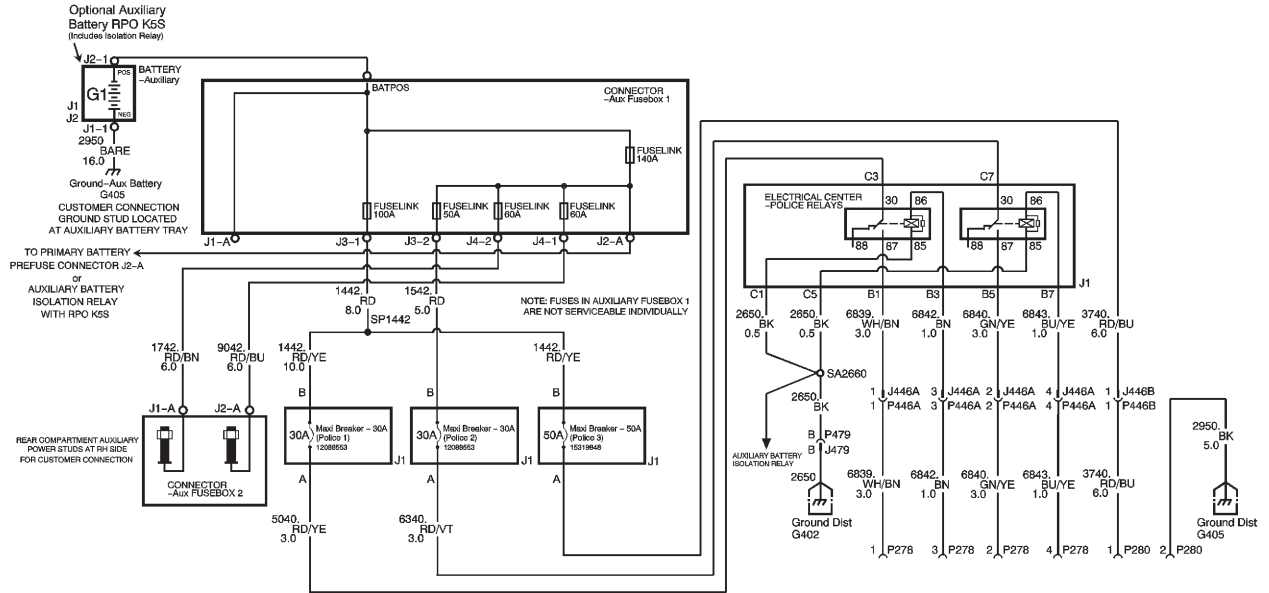 Optional Auxiliary
Battery RPO K5S
(Includes Isolation Relay)
J2-1
POS
BATTERY
-Auxiliary
G1
J1
J2
NEG
J1-1
2950
BARE
16.0
Ground-Aux Battery
G405
CUSTOMER CONNECTION
GROUND STUD LOCATED
AT AUXILIARY BATTERY TRAY
BATPOS
CONNECTOR
-Aux Fusebox 1
FUSELINK
140A
FUSELINK
100A
FUSELINK
50A
FUSELINK
60A
FUSELINK
60A
J1-A
J3-1
J3-2
J4-2
J4-1
J2-A
TO PRIMARY BATTERY
PREFUSE CONNECTOR J2-A
or
AUXILIARY BATTERY
ISOLATION RELAY
WITH RPO K5S
1442.
RD
8.0
1542.
RD
5.0
NOTE: FUSES IN AUXILIARY FUSEBOX 1
ARE NOT SERVICEABLE INDIVIDUALLY
SP1442
1742.
RD/BN
6.0
9042.
RD/BU
6.0
1442.
RD/YE
10.0
1442.
RD/YE
B
B
B
J1-A
J2-A
REAR COMPARTMENT AUXILIARY
POWER STUDS AT RH SIDE
FOR CUSTOMER CONNECTION
CONNECTOR
-Aux FUSEBOX 2
30A
Maxi Breaker - 30A
(Police 1)
12088553
J1
30A
Maxi Breaker - 30A
(Police 2)
12088553
J1
50A
Maxi Breaker - 50A
(Police 3)
15319648
J1
A
A
A
5040.
RD/YE
3.0
6340.
RD/VT
3.0
C3
C7
ELECTRICAL CENTER
-POLICE RELAYS
30
86
88
87
85
30
86
88
87
85
J1
C1
C5
B1
B3
B5
B7
2650.
BK
0.5
2650.
BK
0.5
6839.
WH/BN
3.0
6842.
BN
1.0
6840.
GN/YE
3.0
6843.
BU/YE
1.0
3740.
RD/BU
6.0
SA2660
2650.
BK
1 J446A
1 P446A
3 J446A
3 P446A
2 J446A
2 P446A
4 J446A
4 P446A
1 J446B
1 P446B
B P479
B J479
AUXILIARY BATTERY
ISOLATION RELAY
2650
Ground Dist
G402
6839.
WH/BN
3.0
6842.
BN
1.0
6840.
GN/YE
3.0
6843.
BU/YE
1.0
3740.
RD/BU
6.0
2950.
BK
5.0
Ground Dist
G405
1 P278
3 P278
2 P278
4 P278
1 P280
2 P280